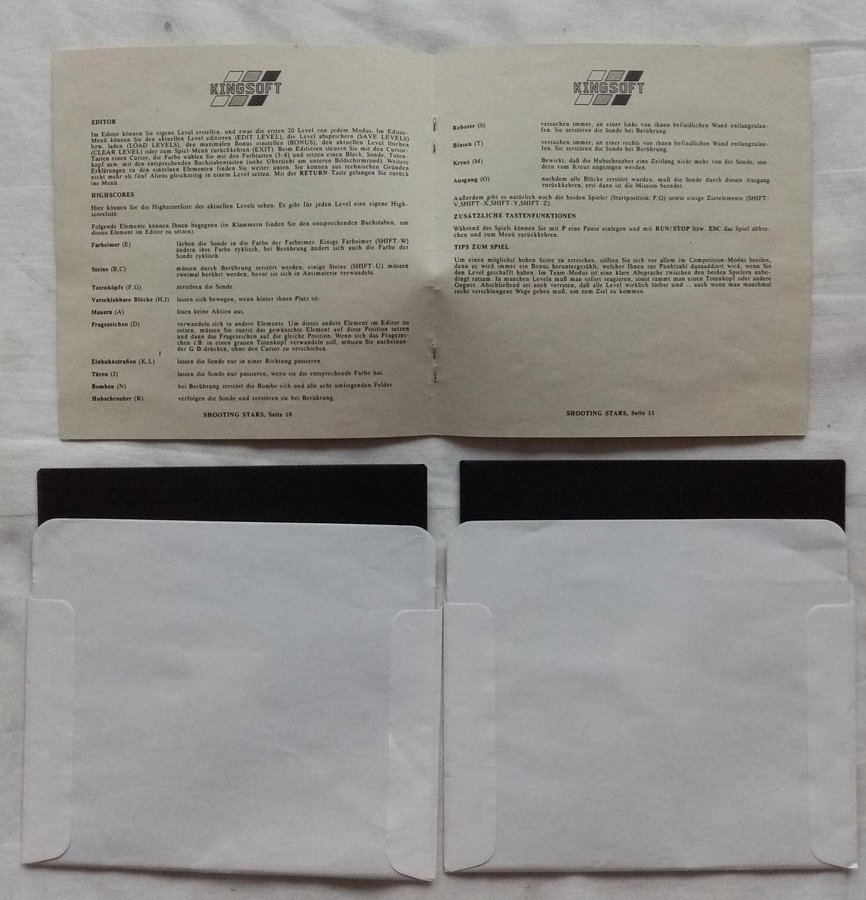 KINGSOFT
EDITOR
Im Editor können Sie eigene Level erstellen, und zwar die ersten 20 Level von jedem Modus. Im Editor-
Menü können Sie den aktuellen Level editieren (EDIT LEVEL), die Level abspeichern (SAVE LEVELS)
bzw. laden (LOAD LEVELS), den maximalen Bonus einstellen (BONUS), den aktuellen Level löschen
(CLEAR LEVEL) oder zum Spiel-Menü zurückkehren (EXIT). Beim Editieren steuern Sie mit den Cursor-
Tasten einen Cursor, die Farbe wählen Sie mit den Farbtasten (3-8) und setzen einen Block, Sonde, Toten-
kopf usw. mit den entsprechenden Buchstabentasten (siehe Übersicht am unteren Bildschirmrand). Weitere
Erklärungen zu den einzelnen Elementen finden Sie weiter unten. Sie können aus technischen Gründen
nicht mehr als fünf Aliens gleichzeitig in einem Level setzen. Mit der RETURN-Taste gelangen Sie zurück
ins Menü.
HIGHSCORES
Hier können Sie die Highscoreliste des aktuellen Levels sehen. Es gibt für jeden Level eine eigene High-
scoreliste.
Folgende Elemente können Ihnen begegnen (in Klammern finden Sie den entsprechenden Buchstaben, um
dieses Element im Editor zu setzen)
Farbeimer (E) färben die Sonde in die Farbe der Farbeimer. Einige Farbeimer (SHIFT-W)
ändern ihre Farbe zyklisch, bei Berührung ändert sich auch die Farbe der
Sonde zyklisch.
Steine (B,C) müssen durch Berührung zerstört werden; einige Steine (SHIFT-U) müssen
zweimal berührt werden, bevor sie sich in Antimaterie verwandeln.
Totenköpfe (F,G) zerstören die Sonde.
Verschiebbare Blöcke (H,I) lassen sich bewegen, wenn hinter ihnen Platz ist.
Mauern (A) lösen keine Aktion aus.
Fragezeichen (D) verwandeln sich in andere Elemente. Um dieses andere Element im Editor zu
setzen, müssen Sie zuerst das gewünschte Element auf diese Position setzen
und dann das Fragezeichen auf die gleiche Position. Wenn sich das Fragezei-
chen z.B. in einen grauen Totenkopf verwandeln soll, müssen Sie nacheinan-
der G D drücken, ohne den Cursor zu verschieben.
Einbahnstraßen (K,L) lassen die Sonde nur in einer Richtung passieren.
Türen (J) lassen die Sonde nur passieren, wenn sie die entsprechende Farbe hat.
Bomben (N) bei Berührung zerstört die Bombe sich und alle acht umliegenden Felder
Hubschrauber (R) verfolgen die Sonde und zerstören sie bei Berührung.
SHOOTING STARS, Seite 10
KINGSOFT
Roboter (S) versuchen immer, an einer links von ihnen befindlichen Wand entlangzulau-
fen. Sie zerstören die Sonde bei Berührung.
Blasen (T) versuchen immer, an einer rechts von ihnen befindlichen Wand entlangzulau-
fen. Sie zerstören die Sonde bei Berührung.
Kreuz (M) Bewirkt, daß die Hubschrauber eine Zeitlang nicht mehr von der Sonde, son-
dern vom Kreuz angezogen werden.
Ausgang (O) nachdem alle Blöcke zerstört wurden, muß die Sonde durch diesen Ausgang
zurückkehren, erst dann ist die Mission beendet.
Außerdem gibt es natürlich noch die beiden Spieler (Startposition: P,Q) sowie einige Zierelemente (SHIFT-
V,SHIFT-X,SHIFT-Y,SHIFT-Z).
ZUSÄTZLICHE TASTENFUNKTIONEN
Während des Spiels können Sie mit P eine Pause einlegen und mit RUN/STOP bzw. ESC das Spiel abbre-
chen und zum Menü zurückkehren.
TIPS ZUM SPIEL
Um einen möglichst hohen Score zu erreichen, sollten Sie sich vor allem im Competition-Modus beeilen,
denn es wird immer ein Bonus heruntergezählt, welcher Ihnen zur Punktzahl dazuaddiert wird, wenn Sie
den Level geschafft haben. Im Team-Modus ist eine klare Absprache zwischen den beiden Spielern unbe-
dingt ratsam. In manchen Leveln muß man sofort reagieren, sonst rammt man einen Totenkopf oder andere
Gegner. Abschließend sei noch verraten, daß alle Level wirklich lösbar sind ... auch wenn man manchmal
recht verschlungene Wege gehen muß, um zum Ziel zu kommen.
SHOOTING STARS, Seite 11